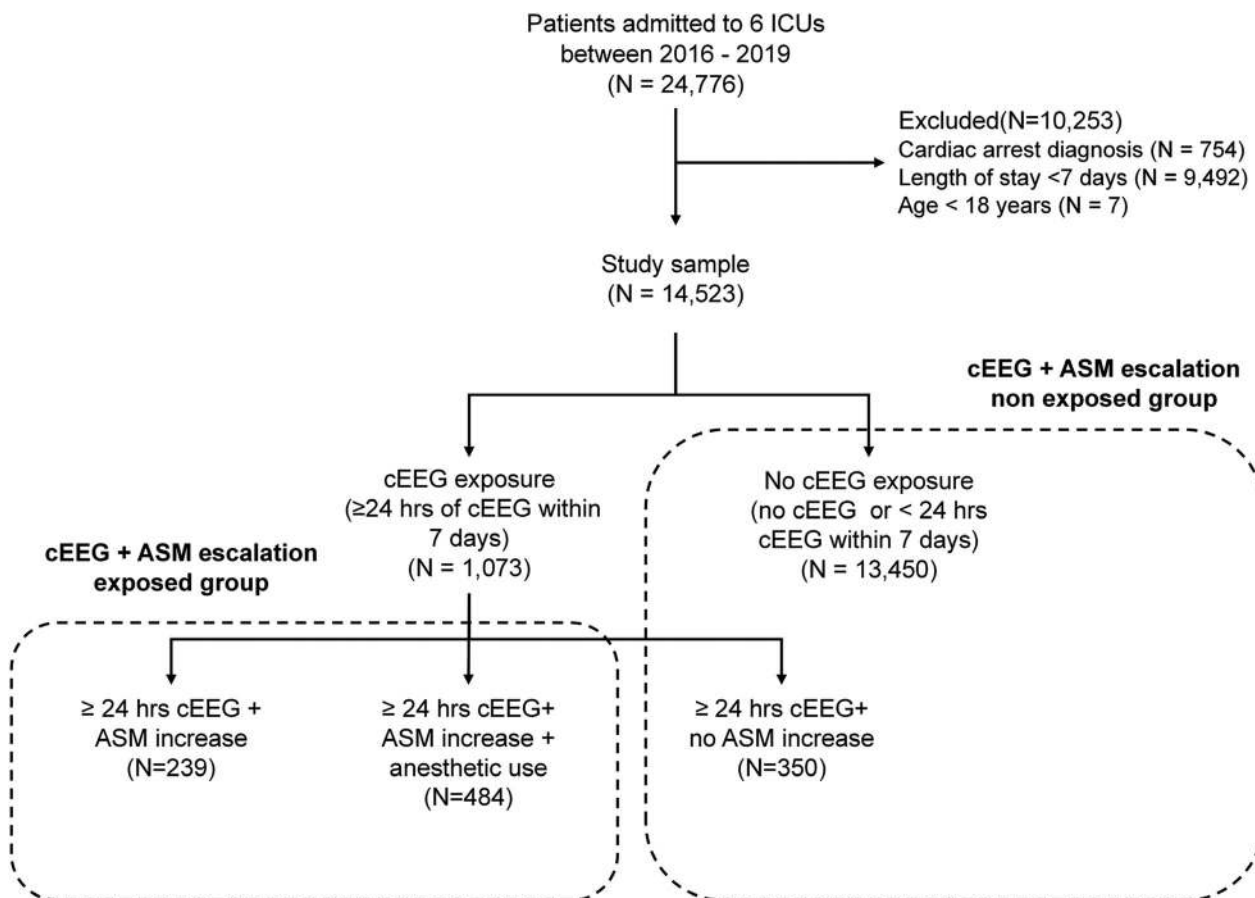 Patients admitted to 6 ICUs
between 2016 - 2019
(N = 24,776)
Excluded(N=10,253)
Cardiac arrest diagnosis (N = 754)
Length of stay <7 days (N = 9,492)
Age < 18 years (N = 7)
Study sample
(N = 14,523)
cEEG + ASM escalation
non exposed group
cEEG exposure
(≥24 hrs of cEEG within
7 days)
(N = 1,073)
No cEEG exposure
(no cEEG or < 24 hrs
cEEG within 7 days)
(N = 13,450)
cEEG + ASM escalation
exposed group
≥ 24 hrs cEEG +
ASM increase
(N=239)
≥ 24 hrs cEEG+
ASM increase +
anesthetic use
(N=484)
≥ 24 hrs cEEG+
no ASM increase
(N=350)